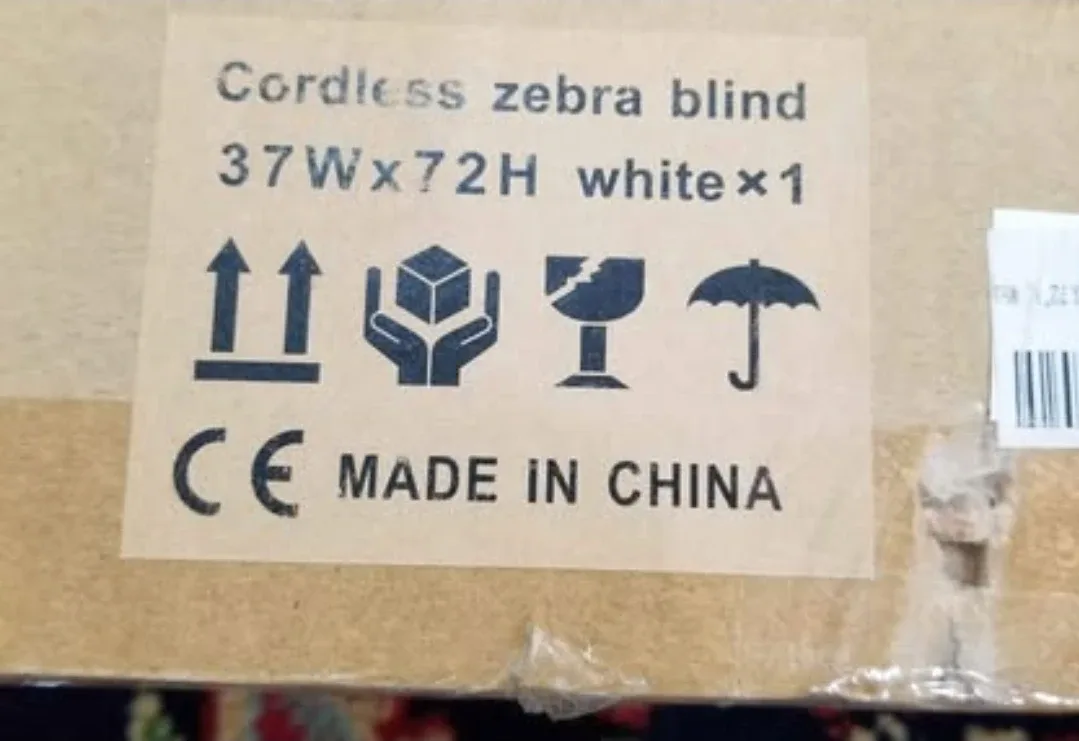 Cordless zebra blind
37Wx72H white×1
CE MADE IN CHINA